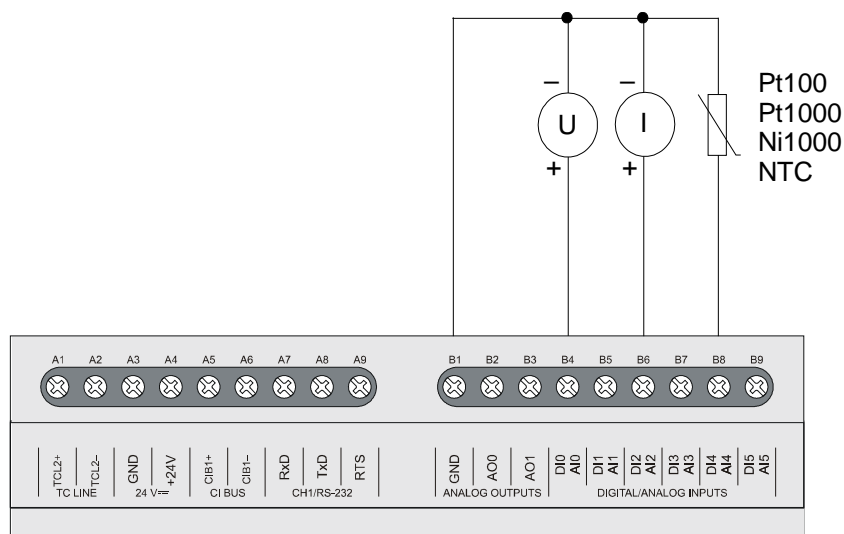 – – Pt100
U I Pt1000
Ni1000
+ + NTC
A1 A2 A3 A4 A5 A6 A7 A8 A9 B1 B2 B3 B4 B5 B6 B7 B8 B9
TCL2+ TCL2– GND +24V CIB1+ CIB1– RxD TxD RTS GND AO0 AO1 DI0 AI0 DI1 AI1 DI2 AI2 DI3 AI3 DI4 AI4 DI5 AI5
TC LINE 24 V⎓ CI BUS CH1/RS–232 ANALOG OUTPUTS DIGITAL/ANALOG INPUTS